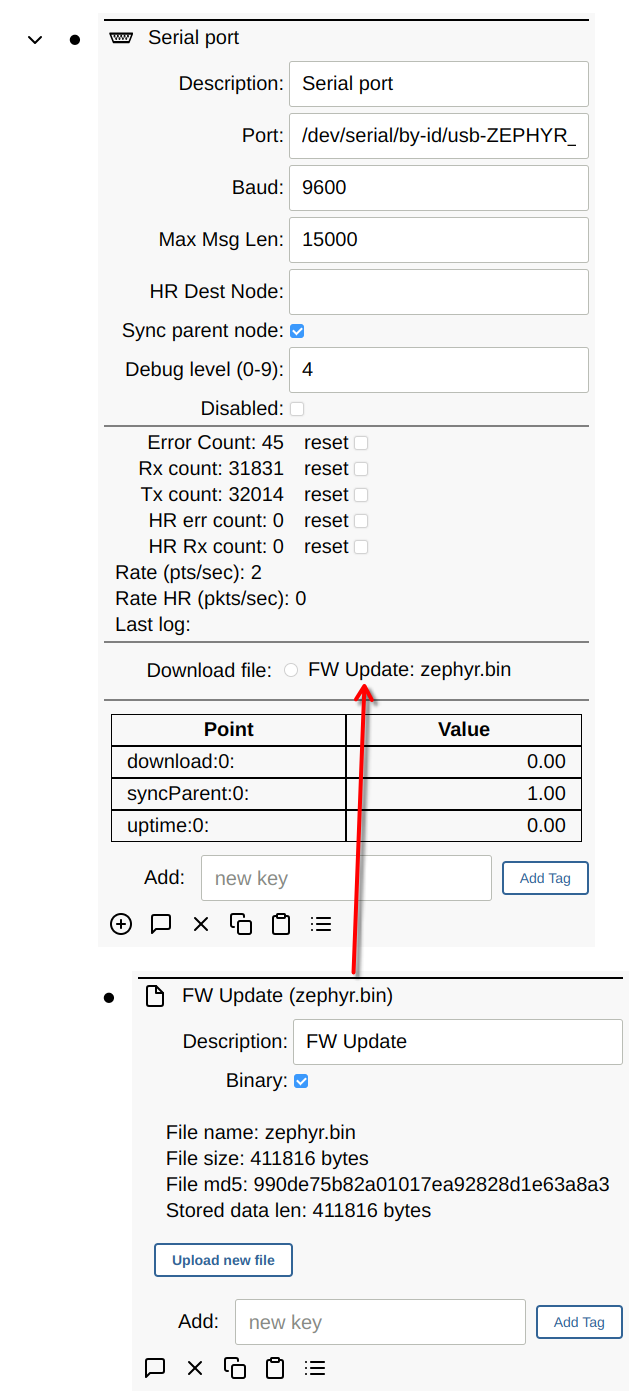 Serial port
Description: Serial port
Port: /dev/serial/by-id/usb-ZEPHYR_
Baud: 9600
Max Msg Len: 15000
HR Dest Node:
Sync parent node:
Debug level (0-9): 4
Disabled:
Error Count: 45 reset
Rx count: 31831 reset
Tx count: 32014 reset
HR err count: 0 reset
HR Rx count: 0 reset
Rate (pts/sec): 2
Rate HR (pkts/sec): 0
Last log:
Download file: FW Update: zephyr.bin
Point Value
download:0: 0.00
syncParent:0: 1.00
uptime:0: 0.00
Add: new key Add Tag
FW Update (zephyr.bin)
Description: FW Update
Binary:
File name: zephyr.bin
File size: 411816 bytes
File md5: 990de75b82a01017ea92828d1e63a8a3
Stored data len: 411816 bytes
Upload new file
Add: new key Add Tag